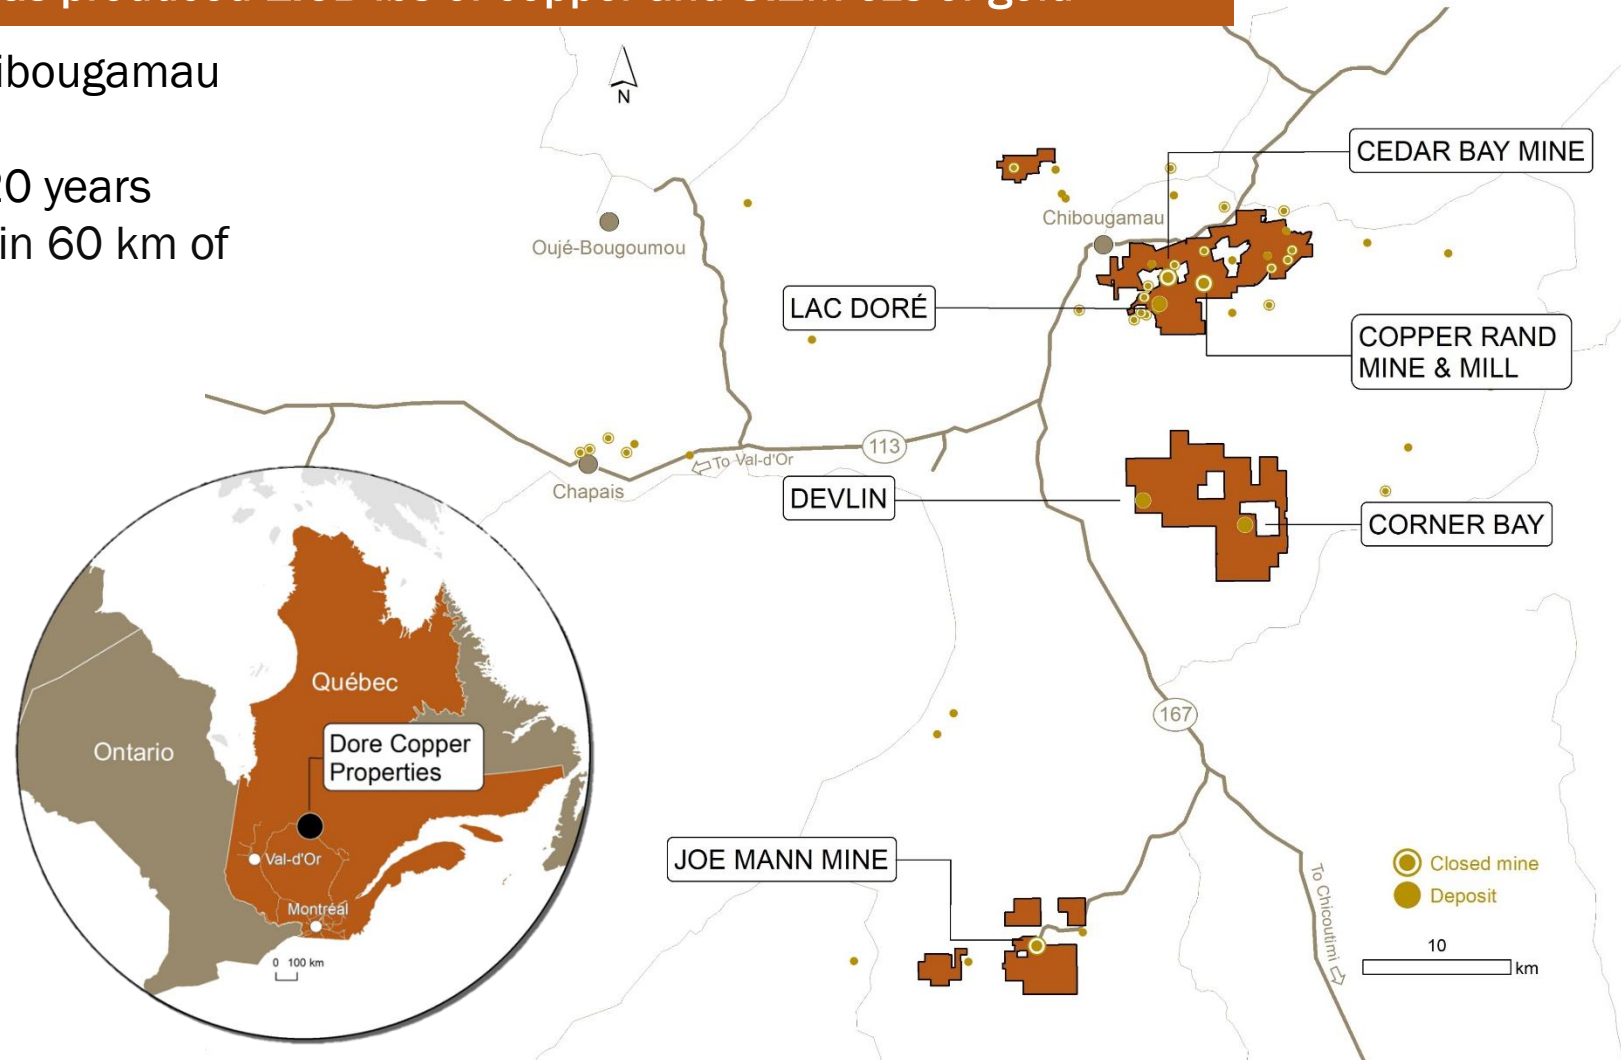 ibougamau
20 years
in 60 km of
N
CEDAR BAY MINE
Chibougamau
Oujé-Bougoumou
LAC DORÉ
COPPER RAND
MINE & MILL
113
To Val-d'Or
Chapais
DEVLIN
CORNER BAY
Québec
167
Ontario
Dore Copper
Properties
Val-d'Or
JOE MANN MINE
Closed mine
Deposit
Montréal
To Chicoutimi
10
km
0 100 km